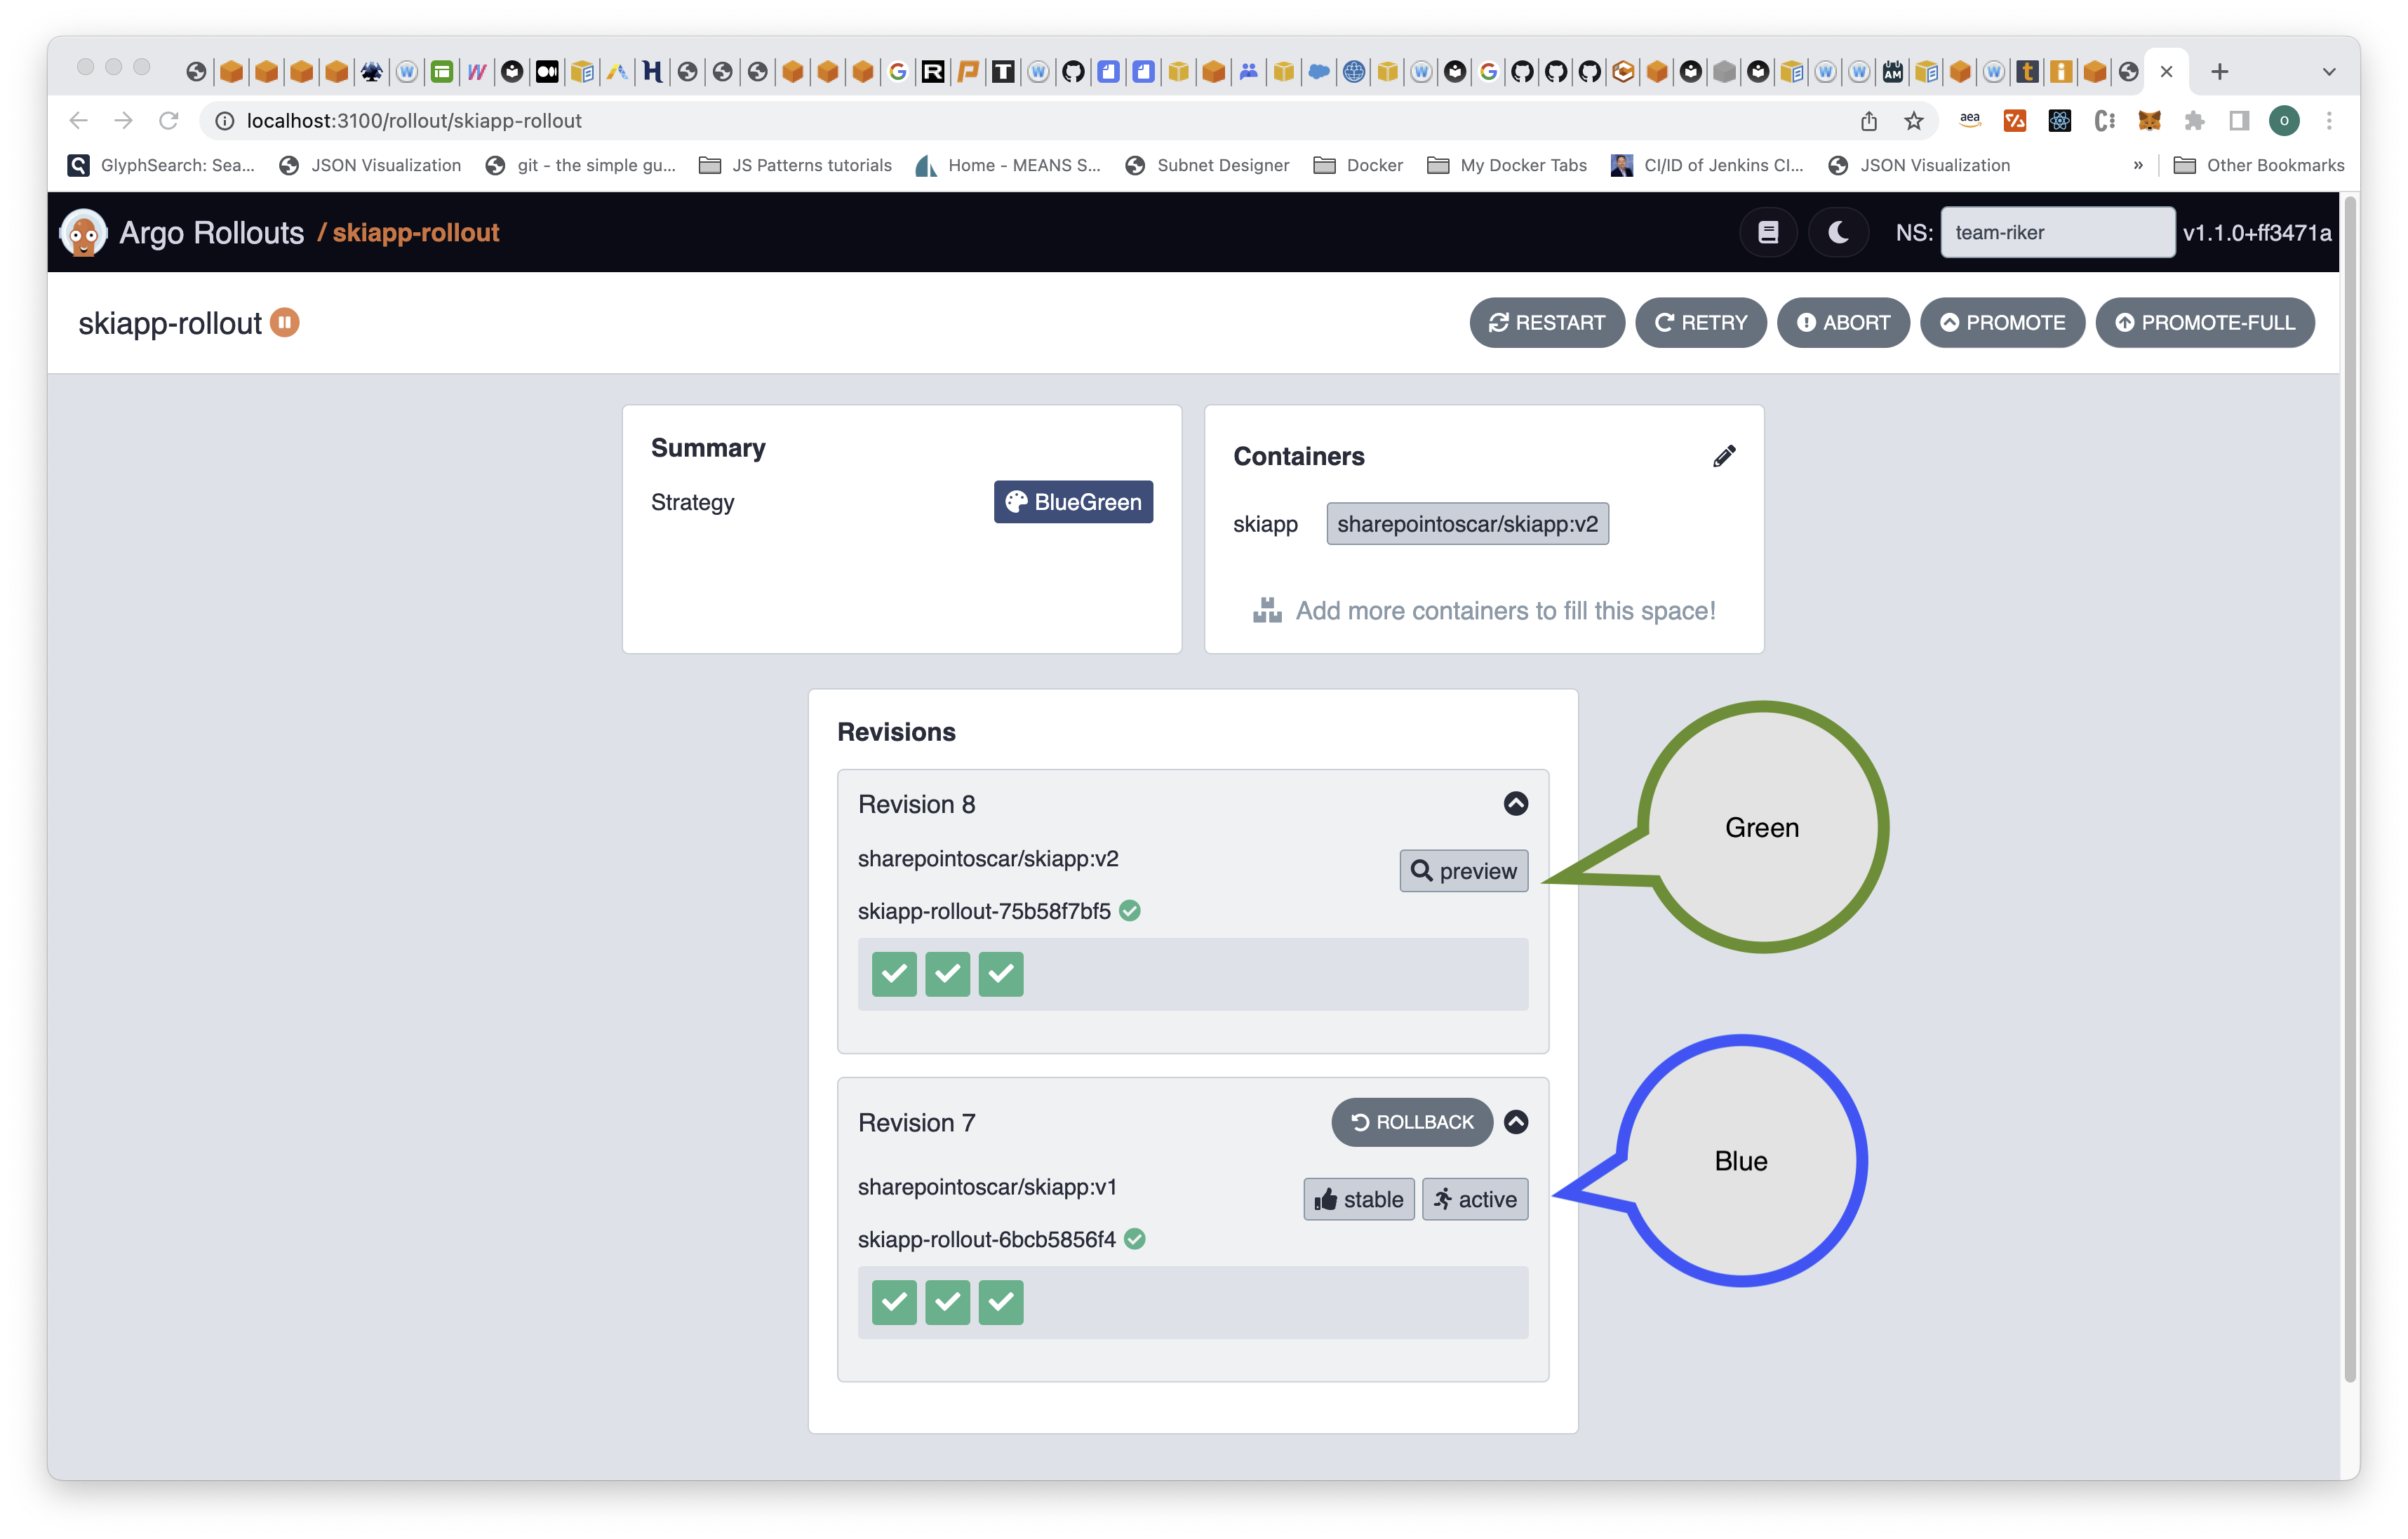 localhost:3100/rollout/skiapp-rollout
GlyphSearch: Sea... JSON Visualization git - the simple gu... JS Patterns tutorials Home - MEANS S... Subnet Designer Docker My Docker Tabs CI/ID of Jenkins CI... JSON Visualization » Other Bookmarks
Argo Rollouts / skiapp-rollout NS: team-riker v1.1.0+ff3471a
skiapp-rollout RESTART RETRY ABORT PROMOTE PROMOTE-FULL
Summary
Strategy BlueGreen
Containers
skiapp sharepointoscar/skiapp:v2
Add more containers to fill this space!
Revisions
Revision 8
sharepointoscar/skiapp:v2
preview
skiapp-rollout-75b58f7bf5
Green
Revision 7 ROLLBACK
sharepointoscar/skiapp:v1
stable active
skiapp-rollout-6bcb5856f4
Blue